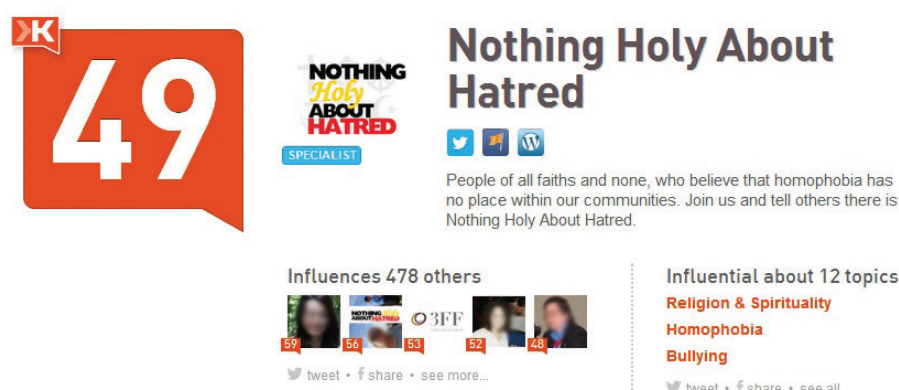 K
49
NOTHING
Holy
ABOUT
HATRED
SPECIALIST
Nothing Holy About
Hatred
People of all faiths and none, who believe that homophobia has
no place within our communities. Join us and tell others there is
Nothing Holy About Hatred.
Influences 478 others
NOTHING
ABOUT HATRED
3FF
59
56
53
52
48
tweet • f share • see more...
Influential about 12 topics
Religion & Spirituality
Homophobia
Bullying
tweet • f share • see all